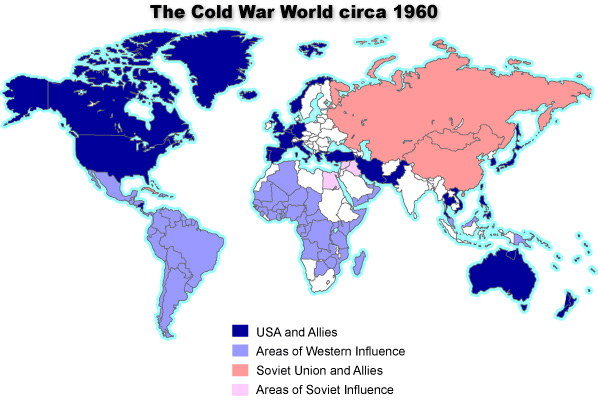 The Cold War World circa 1960
USA and Allies
Areas of Western Influence
Soviet Union and Allies
Areas of Soviet Influence